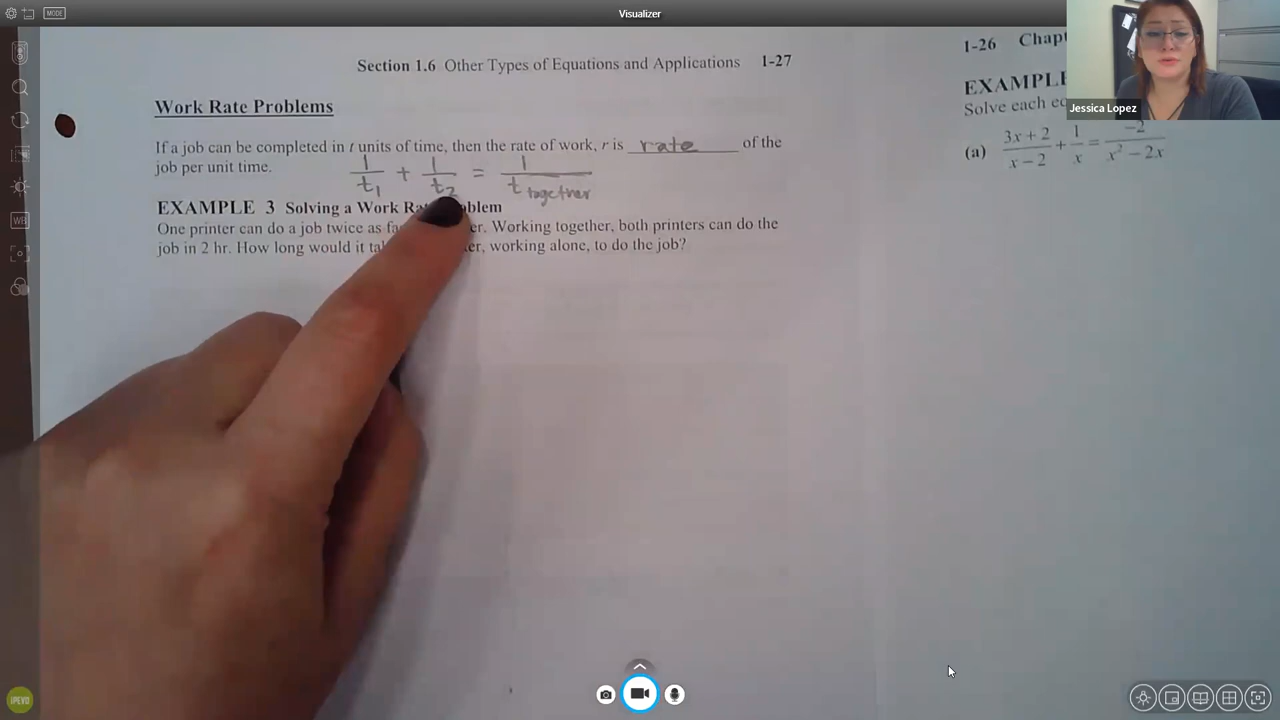 MODE
Visualizer
Section 1.6 Other Types of Equations and Applications 1-27
Work Rate Problems
If a job can be completed in t units of time, then the rate of work, r is rate of the
job per unit time.
1/t₁ + 1/t₂ = 1/t together
EXAMPLE 3 Solving a Work Ra blem
One printer can do a job twice as fa er. Working together, both printers can do the
job in 2 hr. How long would it ta er, working alone, to do the job?
1-26 Chapt
EXAMPLE
Solve each eq
(a) (3x + 2)/(x − 2) + 1/x = −2/(x² − 2x)
Jessica Lopez
WB
IPEVO